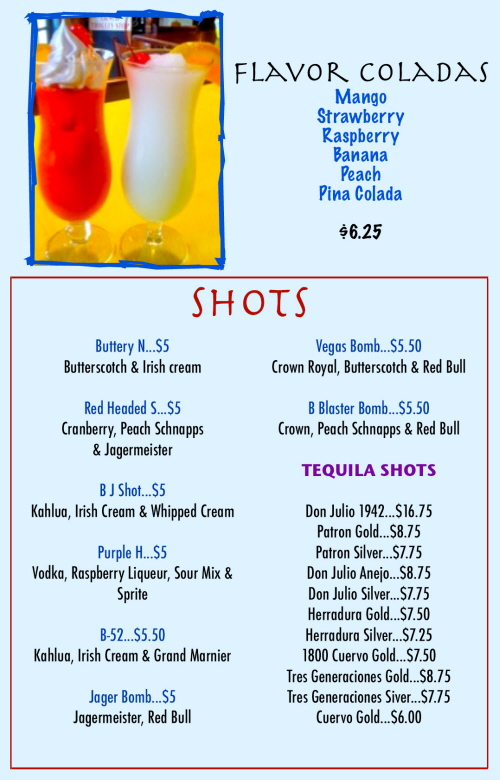 FLAVOR COLADAS
Mango
Strawberry
Raspberry
Banana
Peach
Pina Colada
$6.25
SHOTS
Buttery N...$5
Butterscotch & Irish cream
Red Headed S...$5
Cranberry, Peach Schnapps
& Jagermeister
B J Shot...$5
Kahlua, Irish Cream & Whipped Cream
Purple H...$5
Vodka, Raspberry Liqueur, Sour Mix &
Sprite
B-52...$5.50
Kahlua, Irish Cream & Grand Marnier
Jager Bomb...$5
Jagermeister, Red Bull
Vegas Bomb...$5.50
Crown Royal, Butterscotch & Red Bull
B Blaster Bomb...$5.50
Crown, Peach Schnapps & Red Bull
TEQUILA SHOTS
Don Julio 1942...$16.75
Patron Gold...$8.75
Patron Silver...$7.75
Don Julio Anejo...$8.75
Don Julio Silver...$7.75
Herradura Gold...$7.50
Herradura Silver...$7.25
1800 Cuervo Gold...$7.50
Tres Generaciones Gold...$8.75
Tres Generaciones Siver...$7.75
Cuervo Gold...$6.00